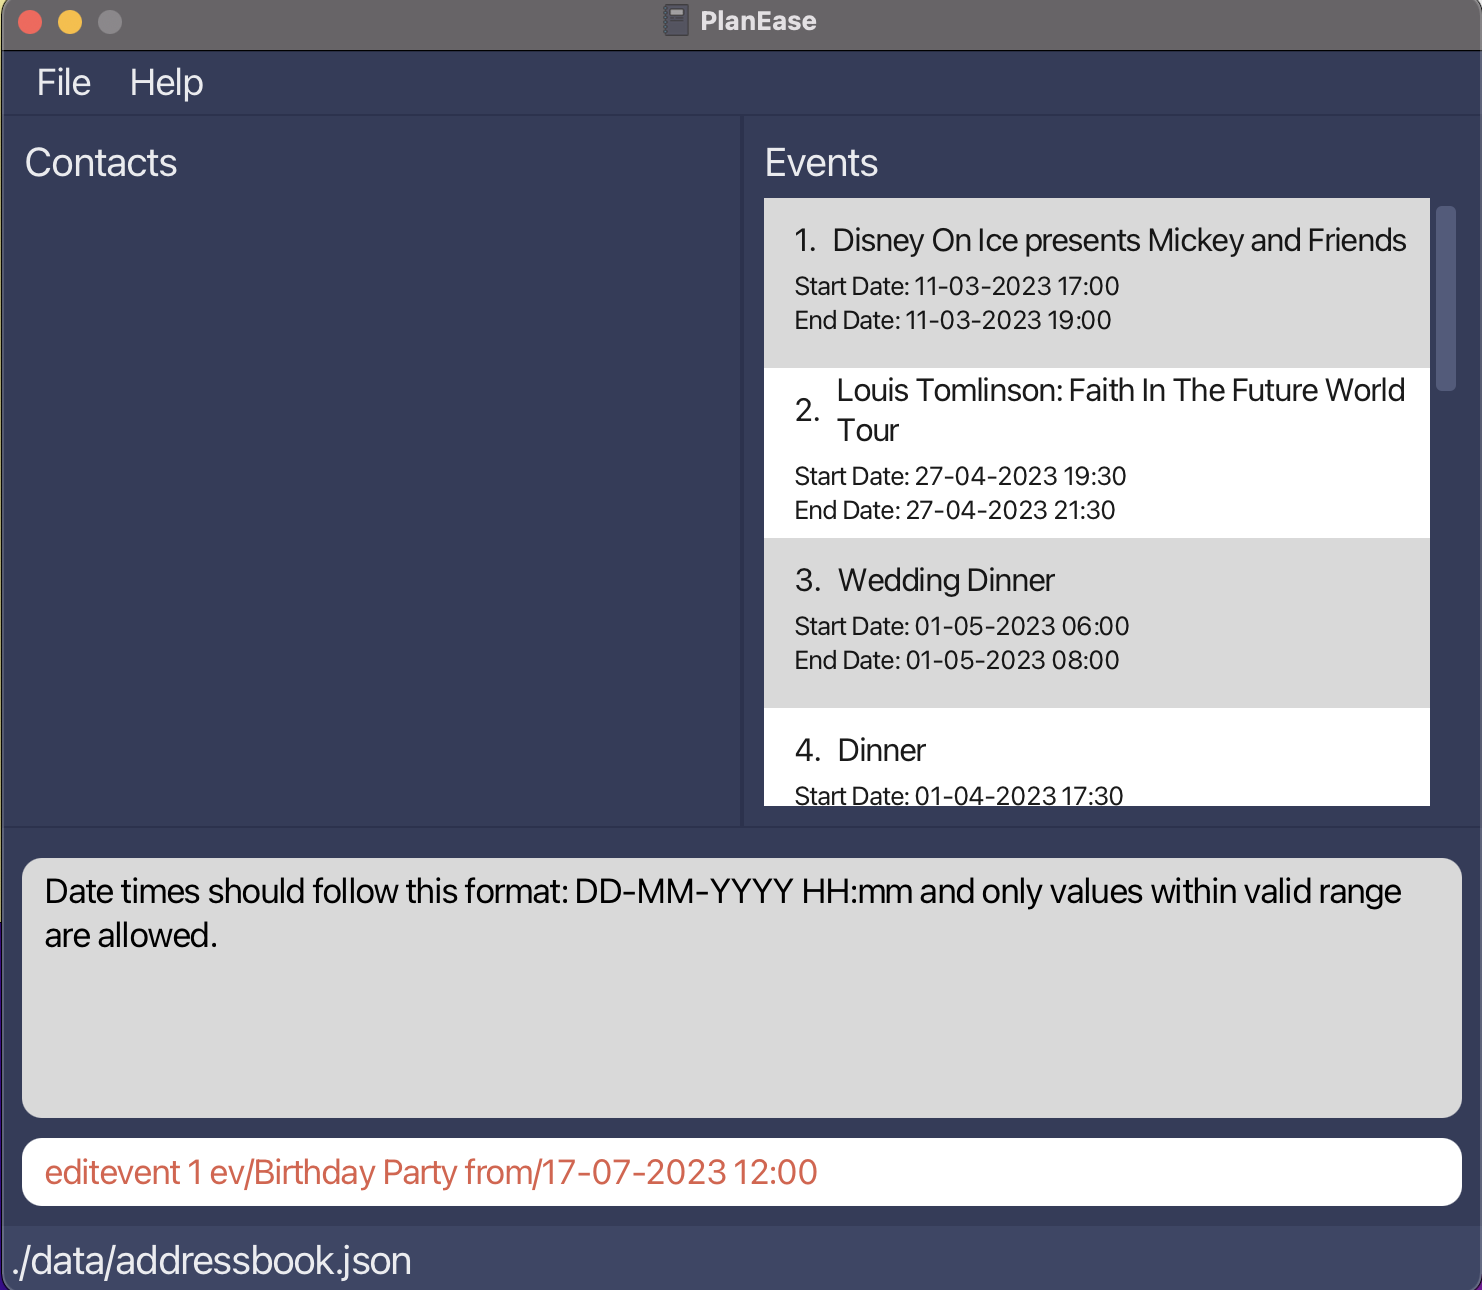 PlanEase
File Help
Contacts
Events
1. Disney On Ice presents Mickey and Friends
Start Date: 11-03-2023 17:00
End Date: 11-03-2023 19:00
2. Louis Tomlinson: Faith In The Future World
Tour
Start Date: 27-04-2023 19:30
End Date: 27-04-2023 21:30
3. Wedding Dinner
Start Date: 01-05-2023 06:00
End Date: 01-05-2023 08:00
4. Dinner
Start Date: 01-04-2023 17:30
Date times should follow this format: DD-MM-YYYY HH:mm and only values within valid range
are allowed.
editevent 1 ev/Birthday Party from/17-07-2023 12:00
./data/addressbook.json